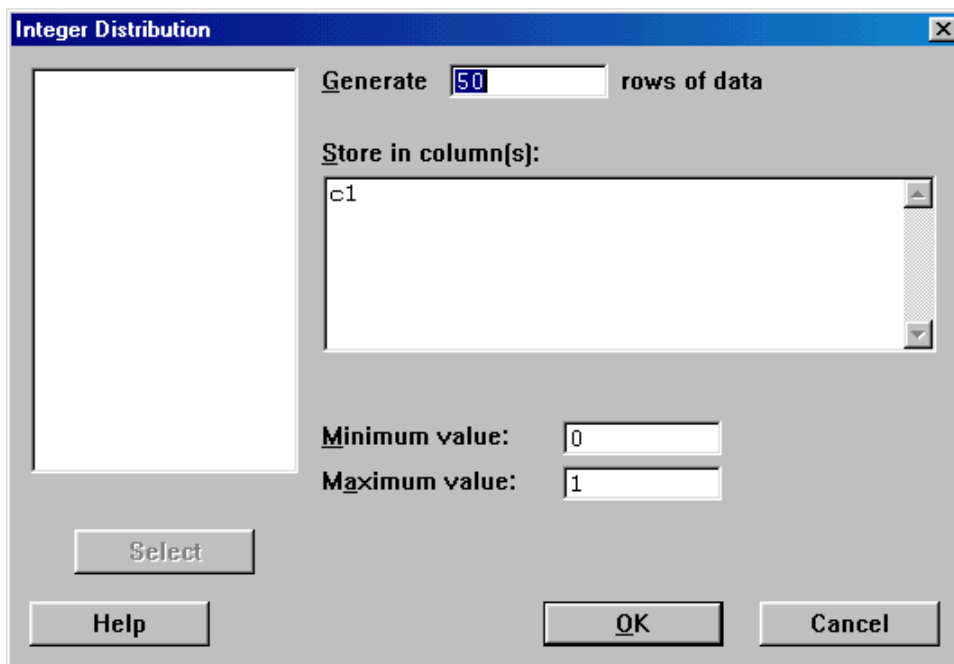 Integer Distribution
Generate 50 rows of data
Store in column(s):
c1
Minimum value: 0
Maximum value: 1
Select
Help OK Cancel